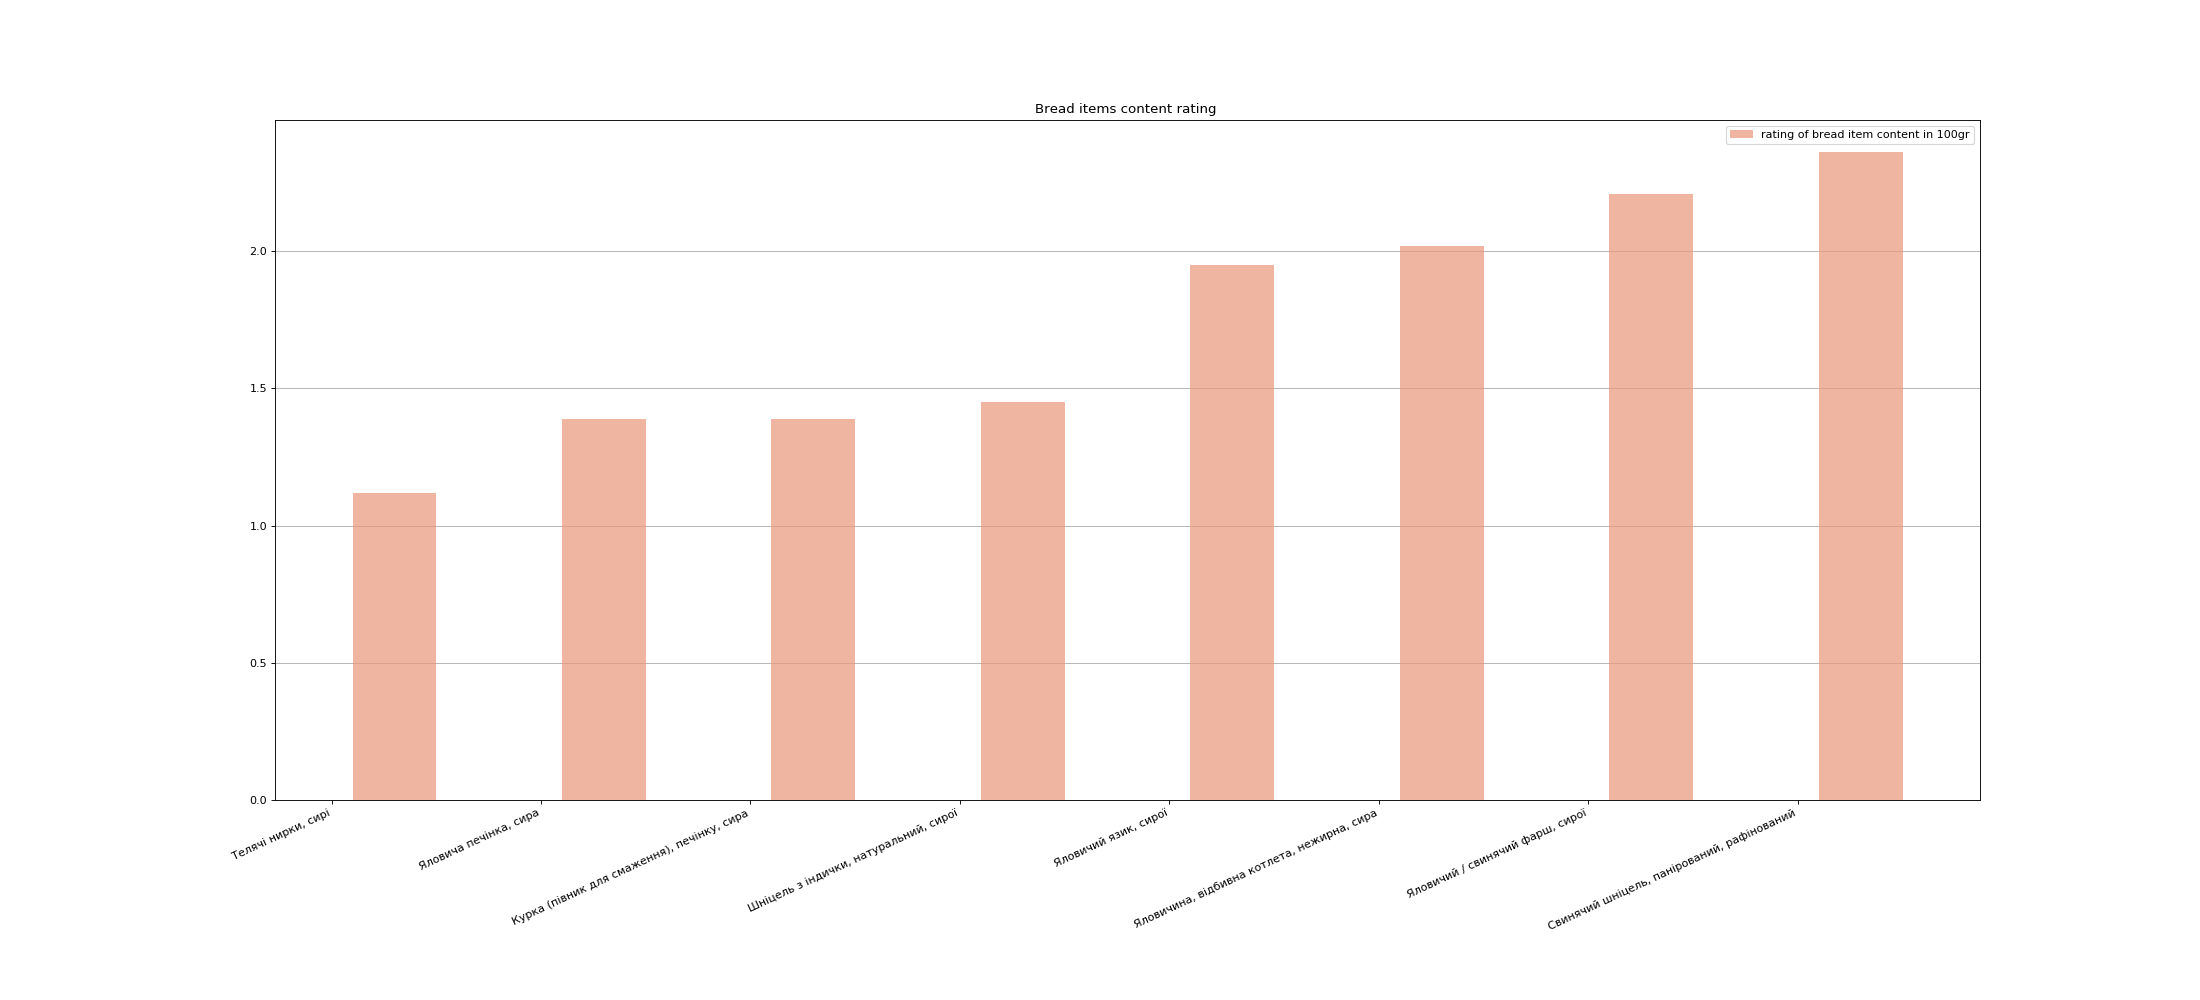 Bread items content rating
rating of bread item content in 100gr
2.0
1.5
1.0
0.5
0.0
Телячі нирки, сирі
Яловича печінка, сира
Курка (півник для смаження), печінку, сира
Шніцель з індички, натуральний, сирої
Яловичий язик, сирої
Яловичина, відбивна котлета, нежирна, сира
Яловичий / свинячий фарш, сирої
Свинячий шніцель, панірований, рафінований